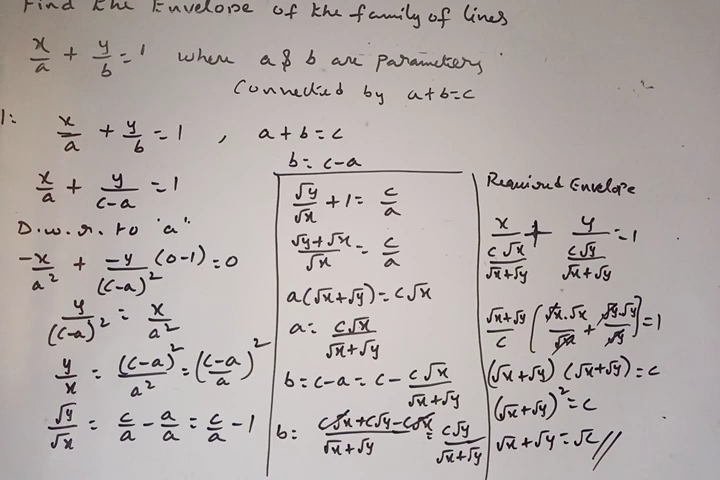 Find the Envelope of the family of lines
x/a + y/b = 1 where a & b are parameters
Connected by a+b=c
1:
x/a + y/b = 1 , a+b=c
b=c-a
x/a + y/(c-a) = 1
D.w.r. to "a"
-x/a² + -y/(c-a)² (0-1)=0
y/(c-a)² = x/a²
y/x = (c-a)²/a² = ((c-a)/a)²
√y/√x = c/a - a/a = c/a - 1
√y/√x + 1 = c/a
(√y+√x)/√x = c/a
a(√x+√y) = c√x
a = c√x/(√x+√y)
b = c-a = c - c√x/(√x+√y)
b = (c√x+c√y-c√x)/(√x+√y) = c√y/(√x+√y)
Required Envelope
x/(c√x/(√x+√y)) + y/(c√y/(√x+√y)) = 1
(√x+√y)/c [√x.√x/√x + √y.√y/√y] = 1
(√x+√y) (√x+√y) = c
(√x+√y)² = c
√x+√y = √c //